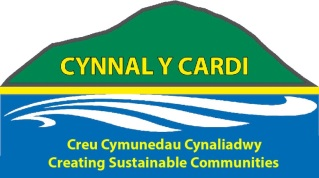 CYNNAL Y CARDI
Creu Cymunedau Cynaliadwy
Creating Sustainable Communities